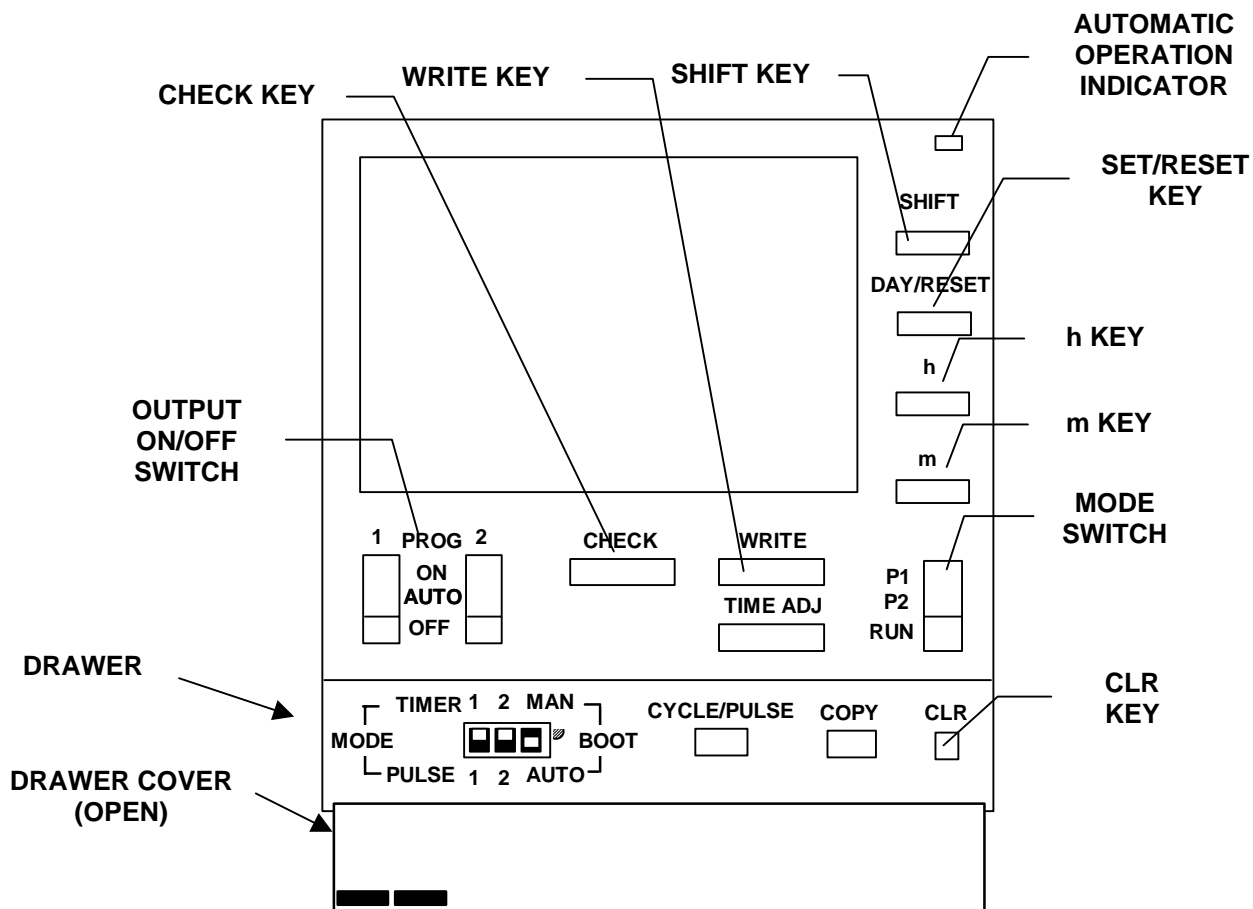 AUTOMATIC
OPERATION
INDICATOR
WRITE KEY
SHIFT KEY
CHECK KEY
SET/RESET
KEY
SHIFT
DAY/RESET
h KEY
h
OUTPUT
ON/OFF
SWITCH
m KEY
m
MODE
SWITCH
1 PROG 2
CHECK
WRITE
ON
AUTO
OFF
TIME ADJ
P1
P2
RUN
DRAWER
CLR
KEY
TIMER 1 2 MAN
CYCLE/PULSE
COPY
CLR
MODE
BOOT
PULSE 1 2 AUTO
DRAWER COVER
(OPEN)